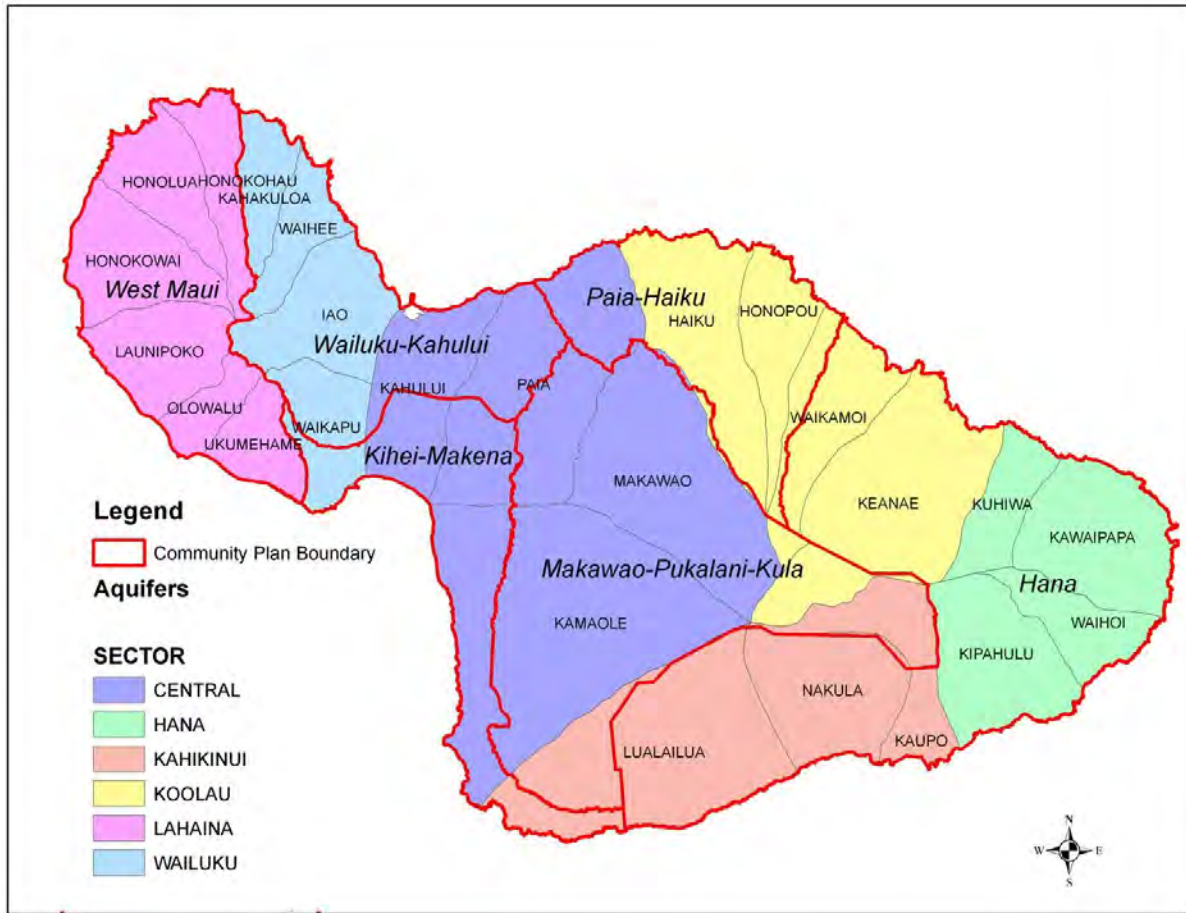 HONOLUA
HONOKOHAU
KAHAKULOA
WAIHEE
HONOKOWAI
West Maui
LAUNIPOKO
OLOWALU
UKUMEHAME
IAO
Wailuku-Kahului
WAIKAPU
KAHULUI
PAIA
Kihei-Makena
Paia-Haiku
HAIKU
HONOPOU
WAIKAMOI
KEANAE
MAKAWAO
Makawao-Pukalani-Kula
KAMAOLE
KUHIWA
KAWAIPAPA
Hana
WAIHOI
KIPAHULU
NAKULA
KAUPO
LUALAILUA
Legend
Community Plan Boundary
Aquifers
SECTOR
CENTRAL
HANA
KAHIKINUI
KOOLAU
LAHAINA
WAILUKU
N
W E
S